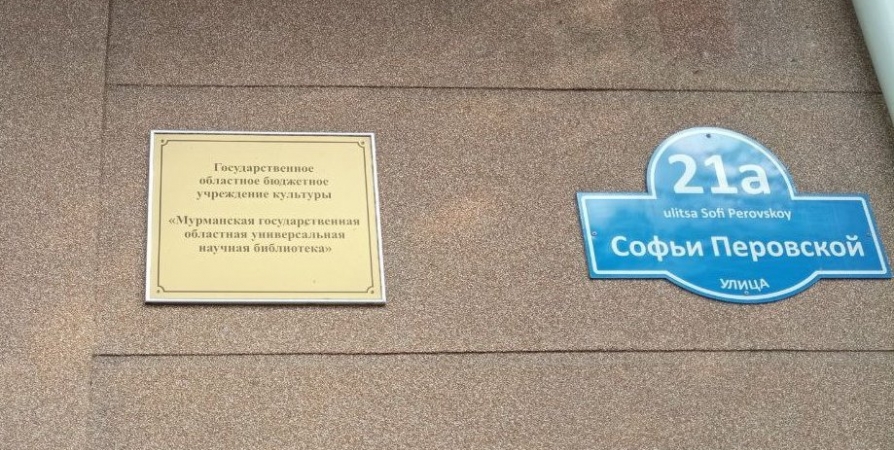 Государственное
областное бюджетное
учреждение культуры
«Мурманская государственная
областная универсальная
научная библиотека»
21а
ulitsa Sofi Perovskoy
Софьи Перовской
УЛИЦА